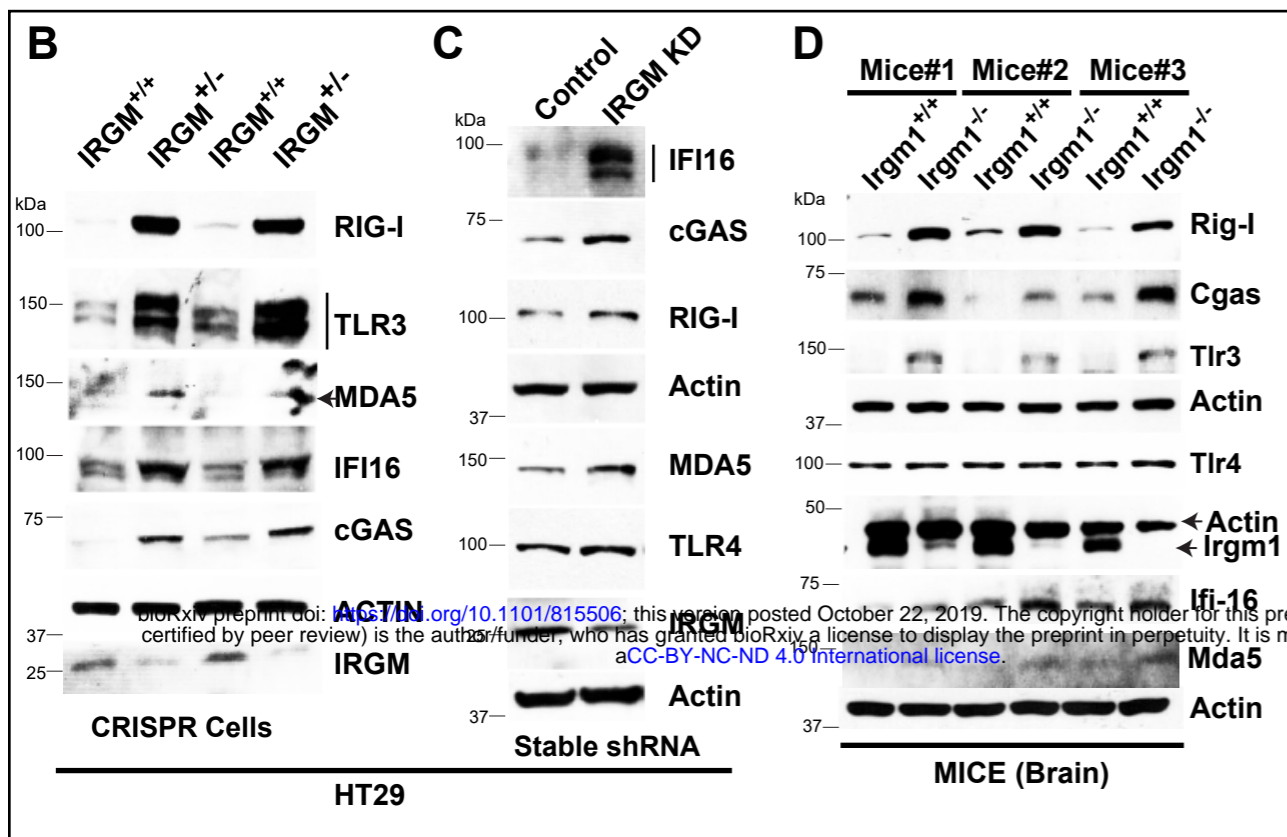 B
IRGM+/+
IRGM+/-
IRGM+/+
IRGM+/-
kDa
100
RIG-I
150
TLR3
150
MDA5
100
IFI16
75
cGAS
ACTIN
37
25
IRGM
CRISPR Cells
C
Control
IRGM KD
kDa
100
IFI16
75
cGAS
100
RIG-I
Actin
37
150
MDA5
100
TLR4
IRGM
25
Actin
37
Stable shRNA
HT29
D
Mice#1 Mice#2 Mice#3
Irgm1+/+
Irgm1-/-
Irgm1+/+
Irgm1-/-
Irgm1+/+
Irgm1-/-
kDa
100
Rig-I
75
Cgas
150
Tlr3
Actin
37
100
Tlr4
50
Actin
Irgm1
75
Ifi-16
150
Mda5
Actin
37
MICE (Brain)
bioRxiv preprint doi: https://doi.org/10.1101/815506; this version posted October 22, 2019. The copyright holder for this pre
certified by peer review) is the author/funder, who has granted bioRxiv a license to display the preprint in perpetuity. It is m
aCC-BY-NC-ND 4.0 International license.